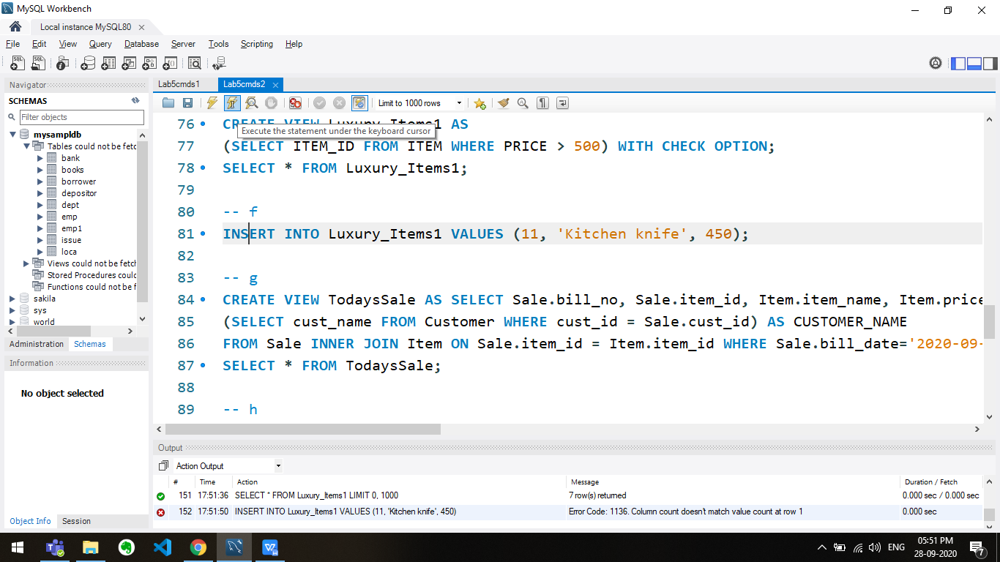 MySQL Workbench
Local instance MySQL80
File Edit View Query Database Server Tools Scripting Help
Navigator
SCHEMAS
Filter objects
mysampldb
Tables could not be fetc
bank
books
borrower
depositor
dept
emp
emp1
issue
loca
Views could not be fetch
Stored Procedures could
Functions could not be f
sakila
sys
world
Administration Schemas
Information
No object selected
Object Info Session
Lab5cmds1 Lab5cmds2
Limit to 1000 rows
76 CREATE VIEW Luxury_Items1 AS
Execute the statement under the keyboard cursor
77 (SELECT ITEM_ID FROM ITEM WHERE PRICE > 500) WITH CHECK OPTION;
78 SELECT * FROM Luxury_Items1;
79
80 -- f
81 INSERT INTO Luxury_Items1 VALUES (11, 'Kitchen knife', 450);
82
83 -- g
84 CREATE VIEW TodaysSale AS SELECT Sale.bill_no, Sale.item_id, Item.item_name, Item.price
85 (SELECT cust_name FROM Customer WHERE cust_id = Sale.cust_id) AS CUSTOMER_NAME
86 FROM Sale INNER JOIN Item ON Sale.item_id = Item.item_id WHERE Sale.bill_date='2020-09-
87 SELECT * FROM TodaysSale;
88
89 -- h
Output
Action Output
# Time Action Message Duration / Fetch
151 17:51:36 SELECT * FROM Luxury_Items1 LIMIT 0, 1000 7 row(s) returned 0.000 sec / 0.000 sec
152 17:51:50 INSERT INTO Luxury_Items1 VALUES (11, 'Kitchen knife', 450) Error Code: 1136. Column count doesn't match value count at row 1 0.000 sec
ENG
05:51 PM
28-09-2020
7